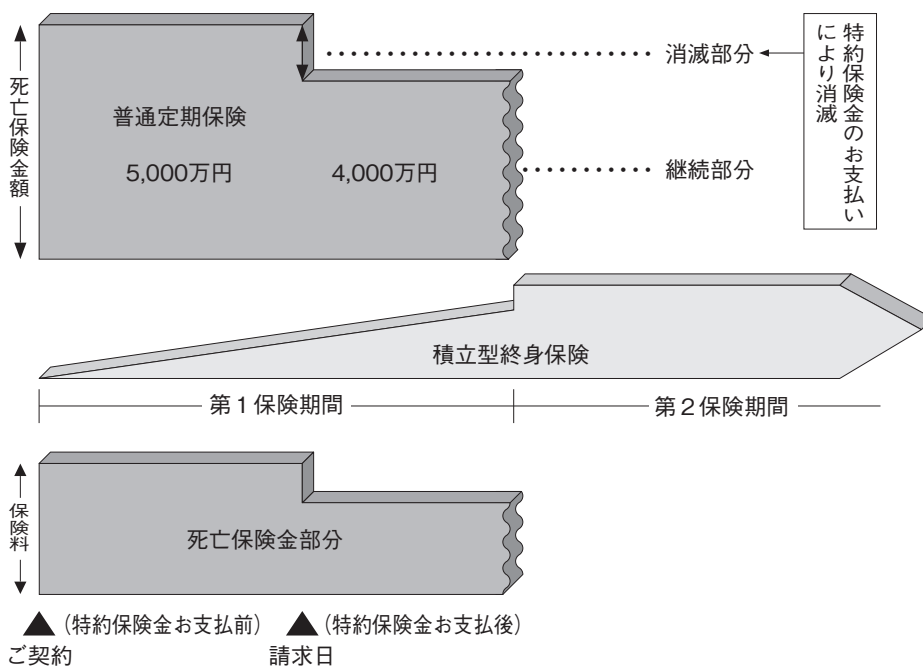 死亡保険金額
普通定期保険
5,000万円
4,000万円
消滅部分
継続部分
特約保険金のお支払い
により消滅
積立型終身保険
第1保険期間
第2保険期間
保険料
死亡保険金部分
(特約保険金お支払前)
(特約保険金お支払後)
ご契約
請求日